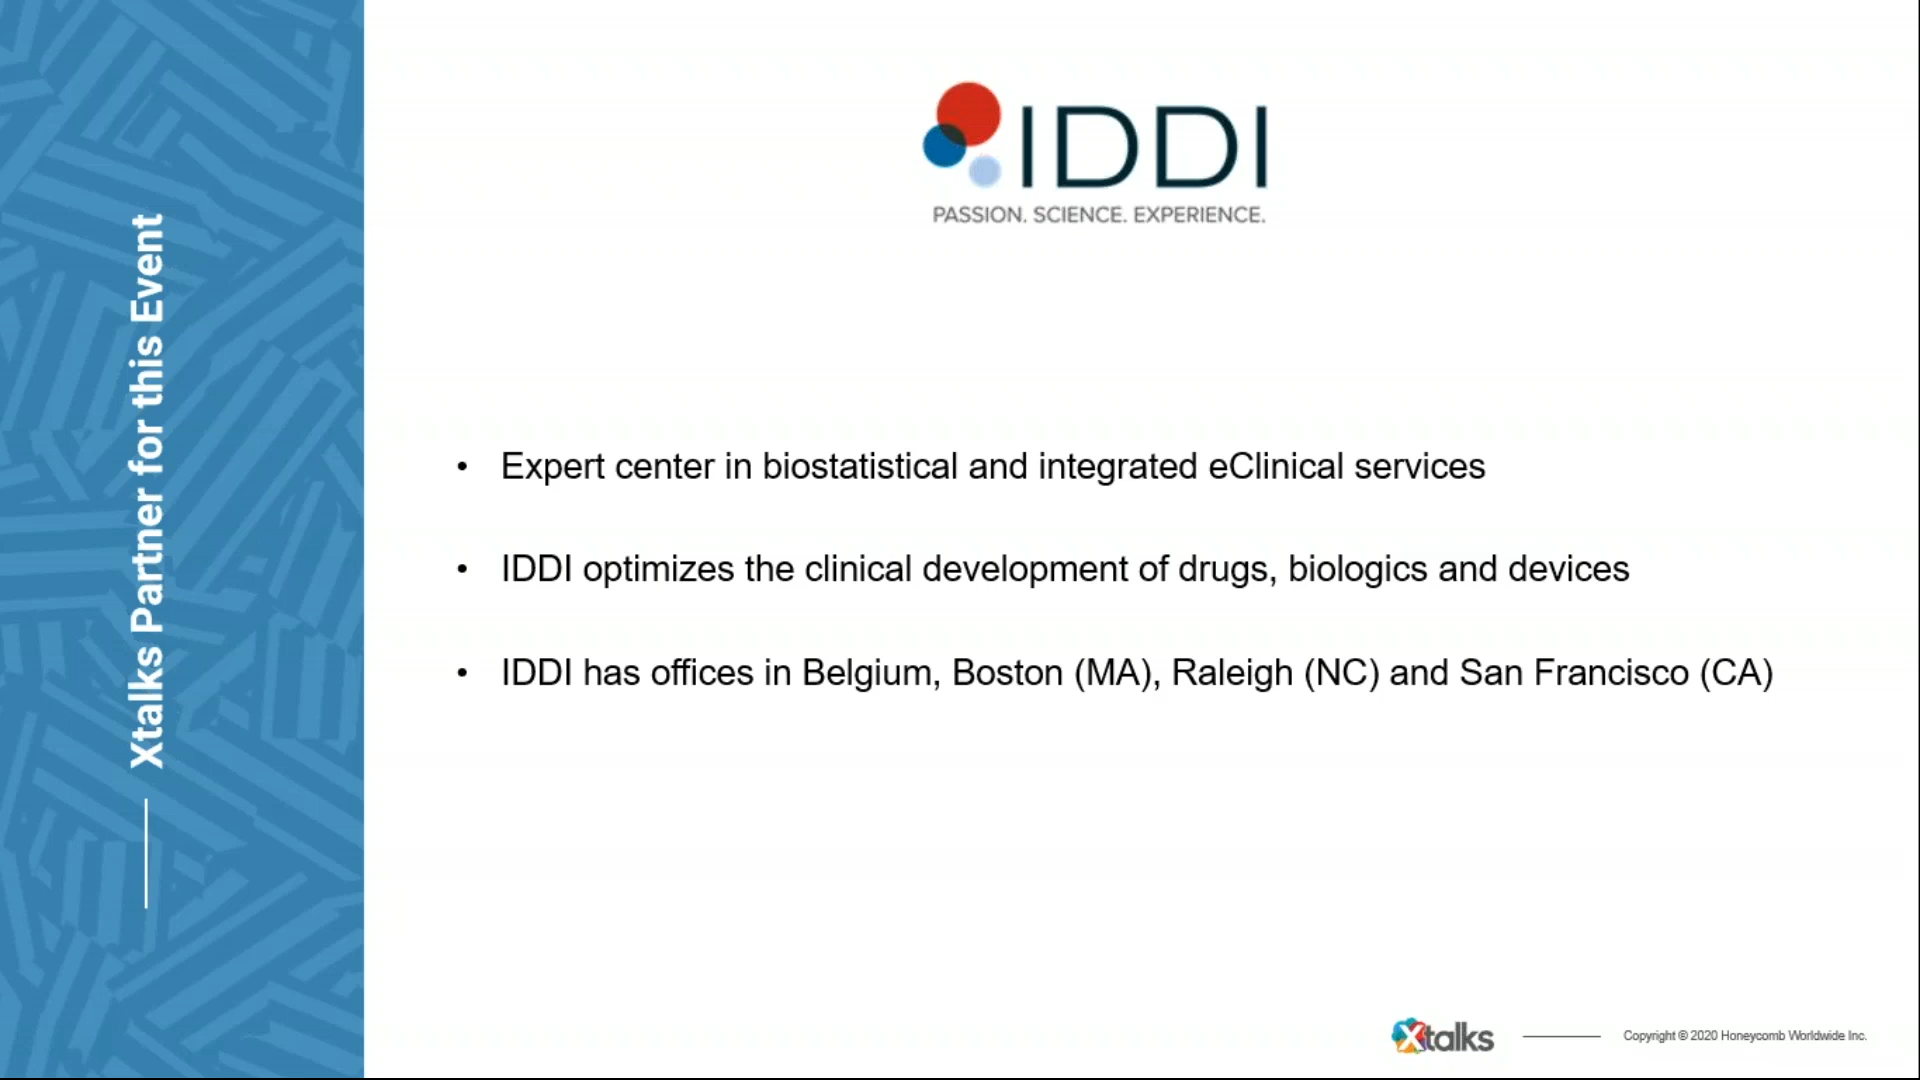 Xtalks Partner for this Event
IDDI
PASSION. SCIENCE. EXPERIENCE.
• Expert center in biostatistical and integrated eClinical services
• IDDI optimizes the clinical development of drugs, biologics and devices
• IDDI has offices in Belgium, Boston (MA), Raleigh (NC) and San Francisco (CA)
Xtalks
Copyright © 2020 Honeycomb Worldwide Inc.